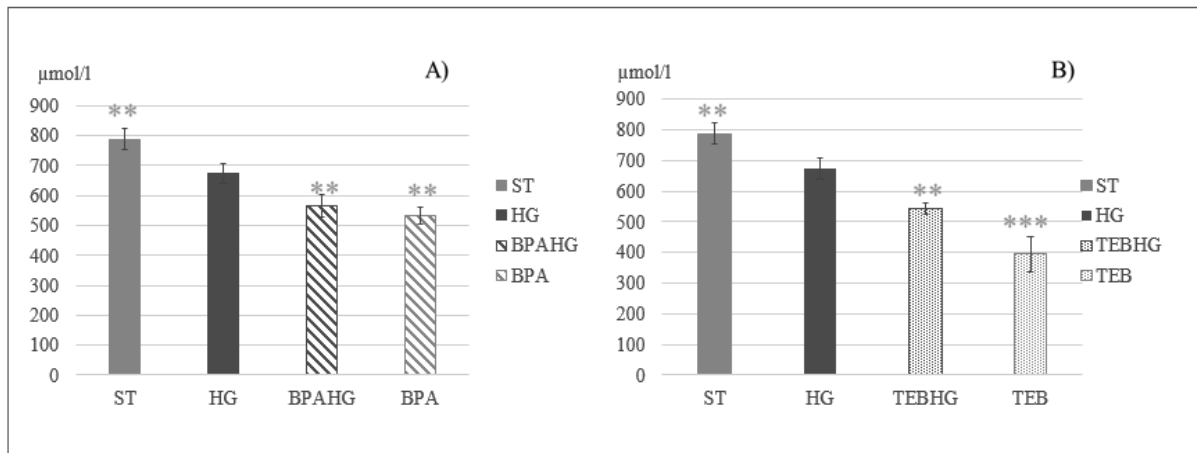 µmol/l
A)
900
800
700
600
500
400
300
200
100
0
**
**
**
ST
HG
BPAHG
BPA
ST
HG
BPAHG
BPA
µmol/l
B)
900
800
700
600
500
400
300
200
100
0
**
**
***
ST
HG
TEBHG
TEB
ST
HG
TEBHG
TEB